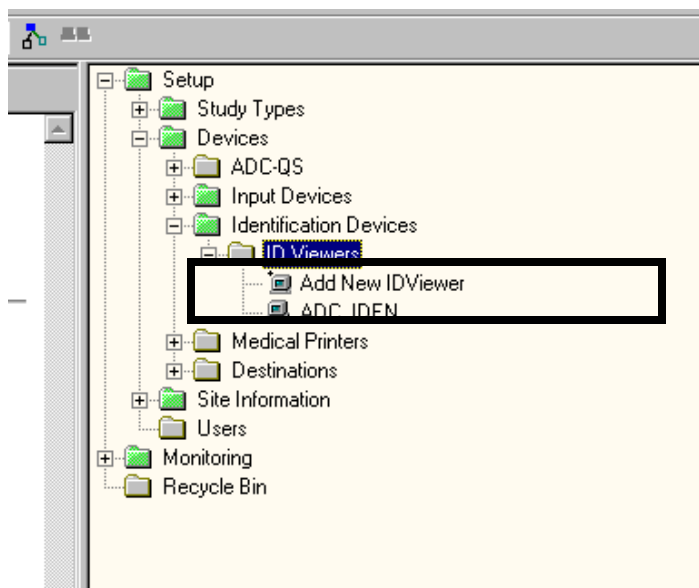 Setup
Study Types
Devices
ADC-QS
Input Devices
Identification Devices
ID Viewers
Add New IDViewer
ADC_IDEN
Medical Printers
Destinations
Site Information
Users
Monitoring
Recycle Bin